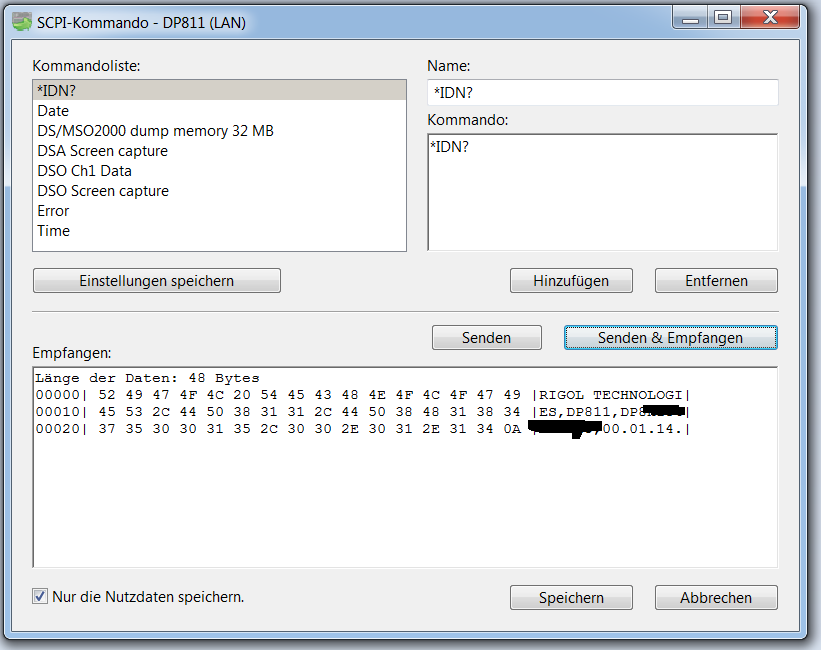 SCPI-Kommando - DP811 (LAN)
Kommandoliste:
*IDN?
Date
DS/MSO2000 dump memory 32 MB
DSA Screen capture
DSO Ch1 Data
DSO Screen capture
Error
Time
Name:
*IDN?
Kommando:
*IDN?
Einstellungen speichern
Hinzufügen
Entfernen
Senden
Senden & Empfangen
Empfangen:
Länge der Daten: 48 Bytes
00000| 52 49 47 4F 4C 20 54 45 43 48 4E 4F 4C 4F 47 49 |RIGOL TECHNOLOGI|
00010| 45 53 2C 44 50 38 31 31 2C 44 50 38 48 31 38 34 |ES,DP811,
00020| 37 35 30 30 31 35 2C 30 30 2E 30 31 2E 31 34 0A ,00.01.14.|
Nur die Nutzdaten speichern.
Speichern
Abbrechen